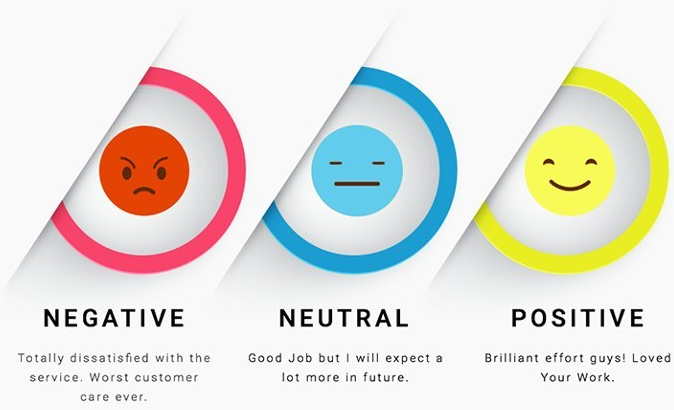 NEGATIVE
Totally dissatisfied with the
service. Worst customer
care ever.
NEUTRAL
Good Job but I will expect a
lot more in future.
POSITIVE
Brilliant effort guys! Loved
Your Work.